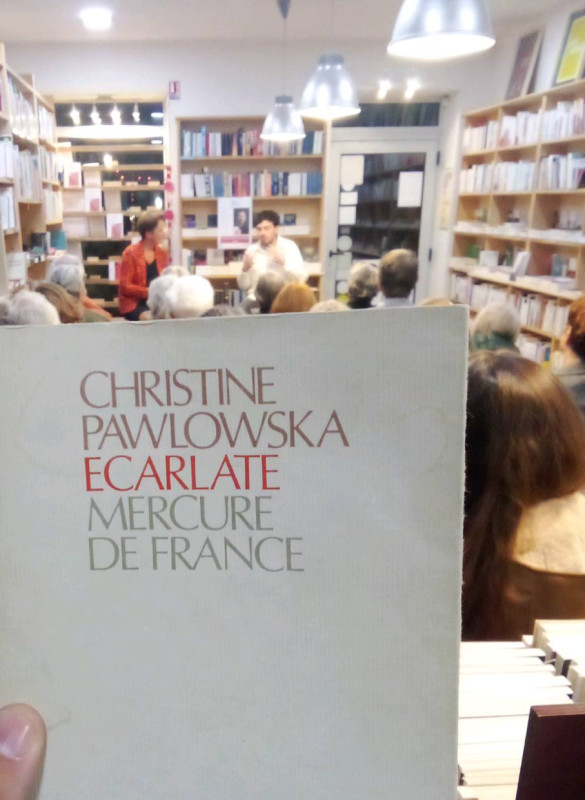 CHRISTINE
PAWLOWSKA
ECARLATE
MERCURE
DE FRANCE